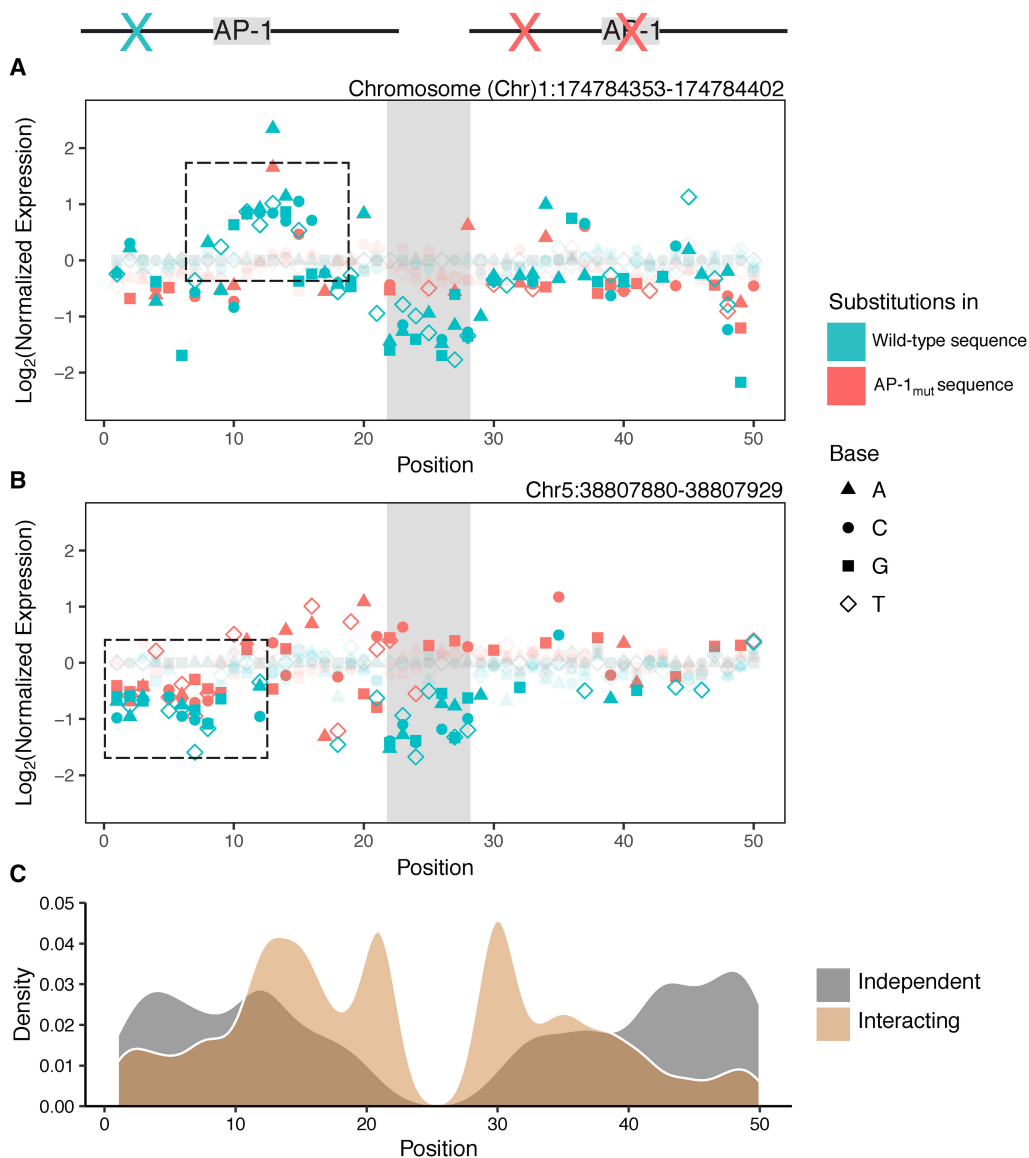 AP-1 AP-1
A
Chromosome (Chr)1:174784353-174784402
Log2(Normalized Expression)
2
1
0
−1
−2
0 10 20 30 40 50
Position
Substitutions in
Wild-type sequence
AP-1mut sequence
Base
A
C
G
T
B
Chr5:38807880-38807929
Log2(Normalized Expression)
2
1
0
−1
−2
0 10 20 30 40 50
Position
C
Density
0.05
0.04
0.03
0.02
0.01
0.00
0 10 20 30 40 50
Position
Independent
Interacting